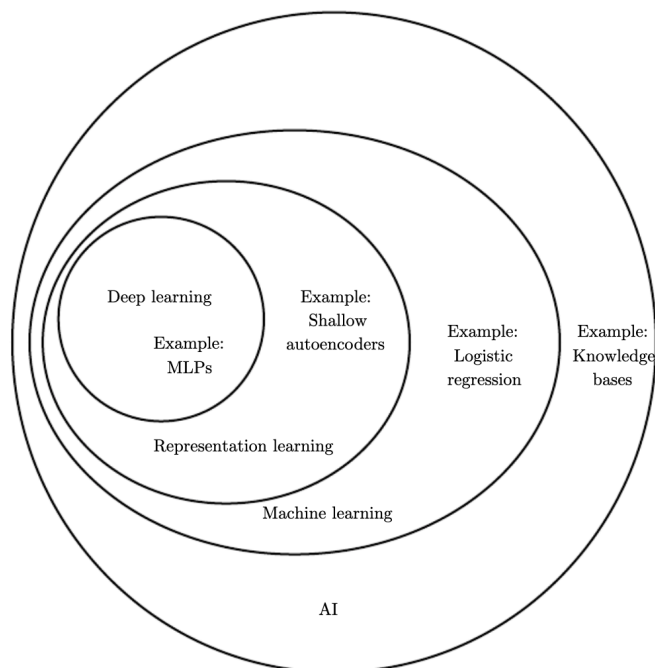 Deep learning
Example:
MLPs
Example:
Shallow
autoencoders
Example:
Logistic
regression
Example:
Knowledge
bases
Representation learning
Machine learning
AI